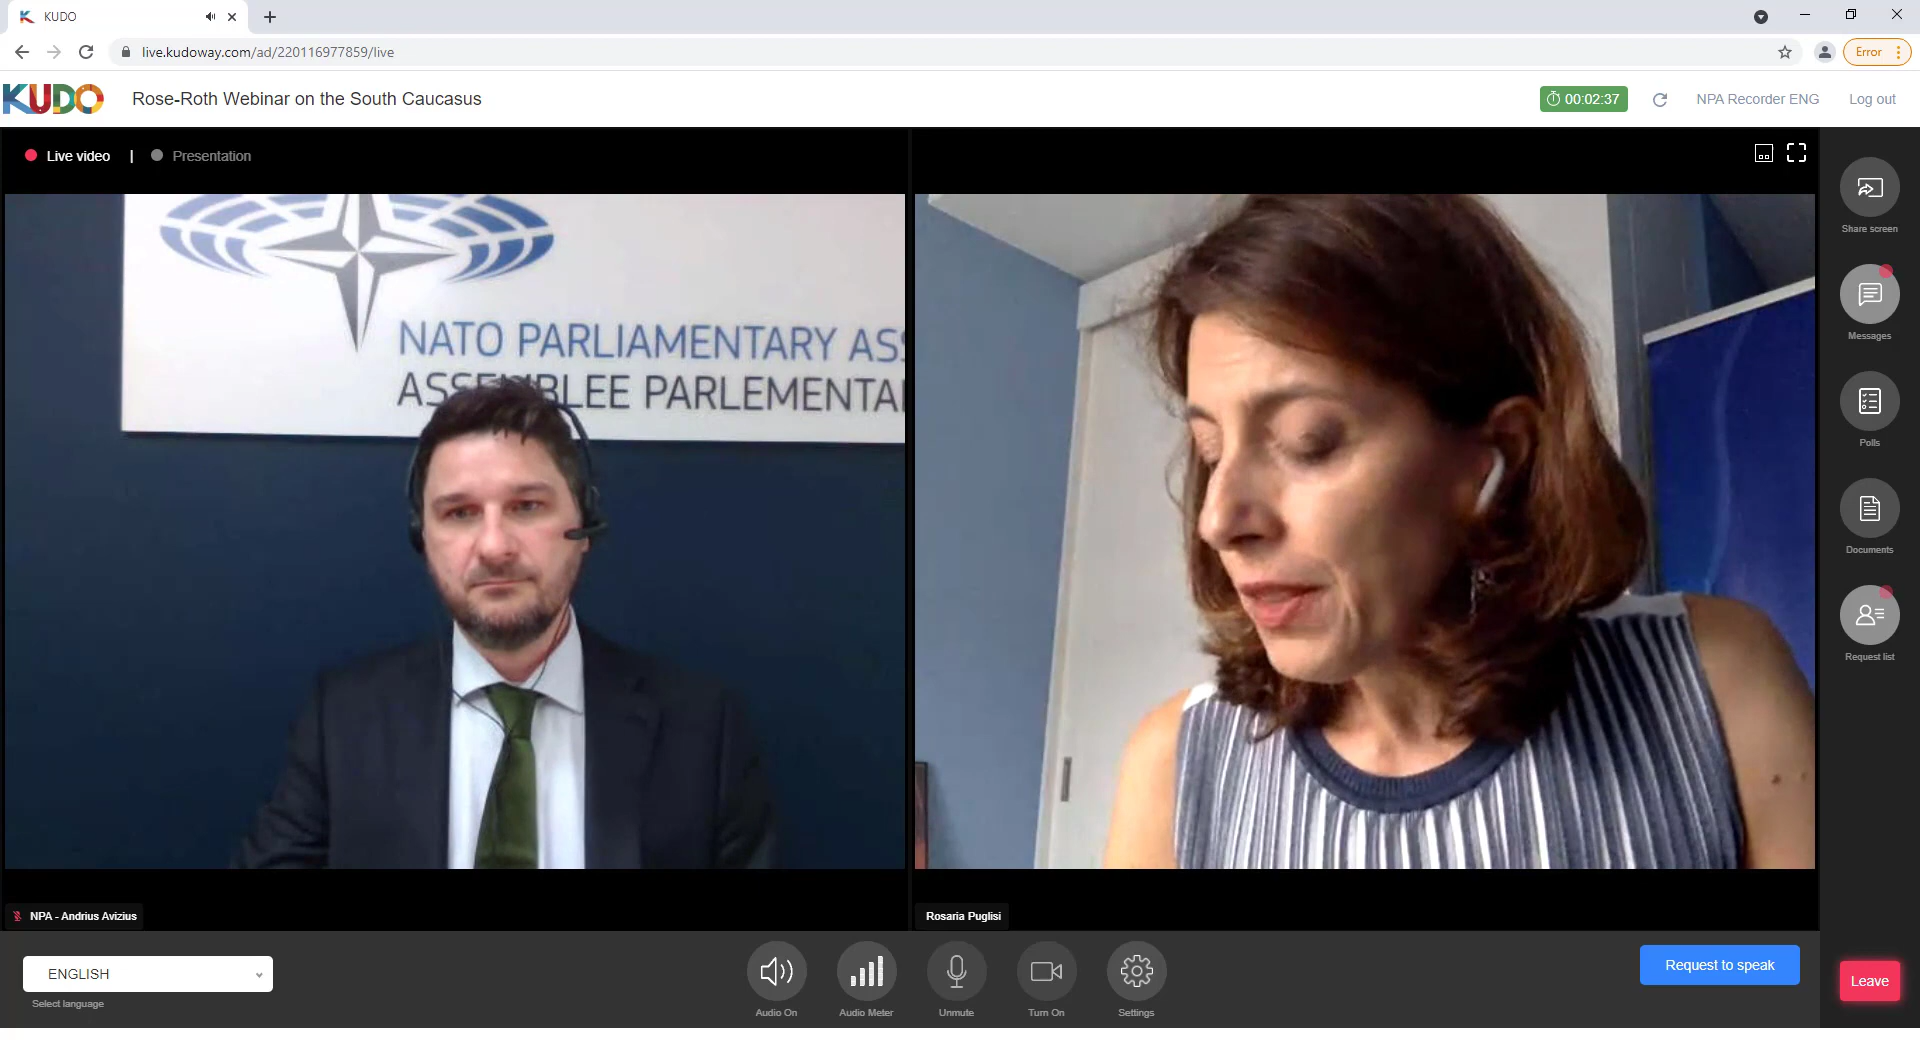 KUDO
live.kudoway.com/ad/220116977859/live
Error
KUDO
Rose-Roth Webinar on the South Caucasus
00:02:37
NPA Recorder ENG
Log out
Live video | Presentation
NATO PARLIAMENTARY ASS
ASSEMBLEE PARLEMENTA
Share screen
Messages
Polls
Documents
Request list
NPA - Andrius Avizius
Rosaria Puglisi
ENGLISH
Select language
Audio On
Audio Meter
Unmute
Turn On
Settings
Request to speak
Leave